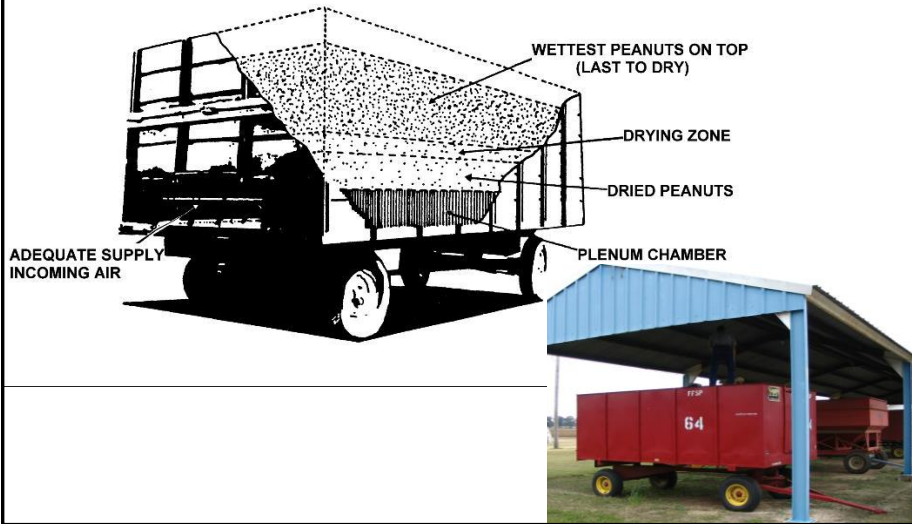 WETTEST PEANUTS ON TOP
(LAST TO DRY)
DRYING ZONE
DRIED PEANUTS
ADEQUATE SUPPLY
INCOMING AIR
PLENUM CHAMBER
FFSP
64